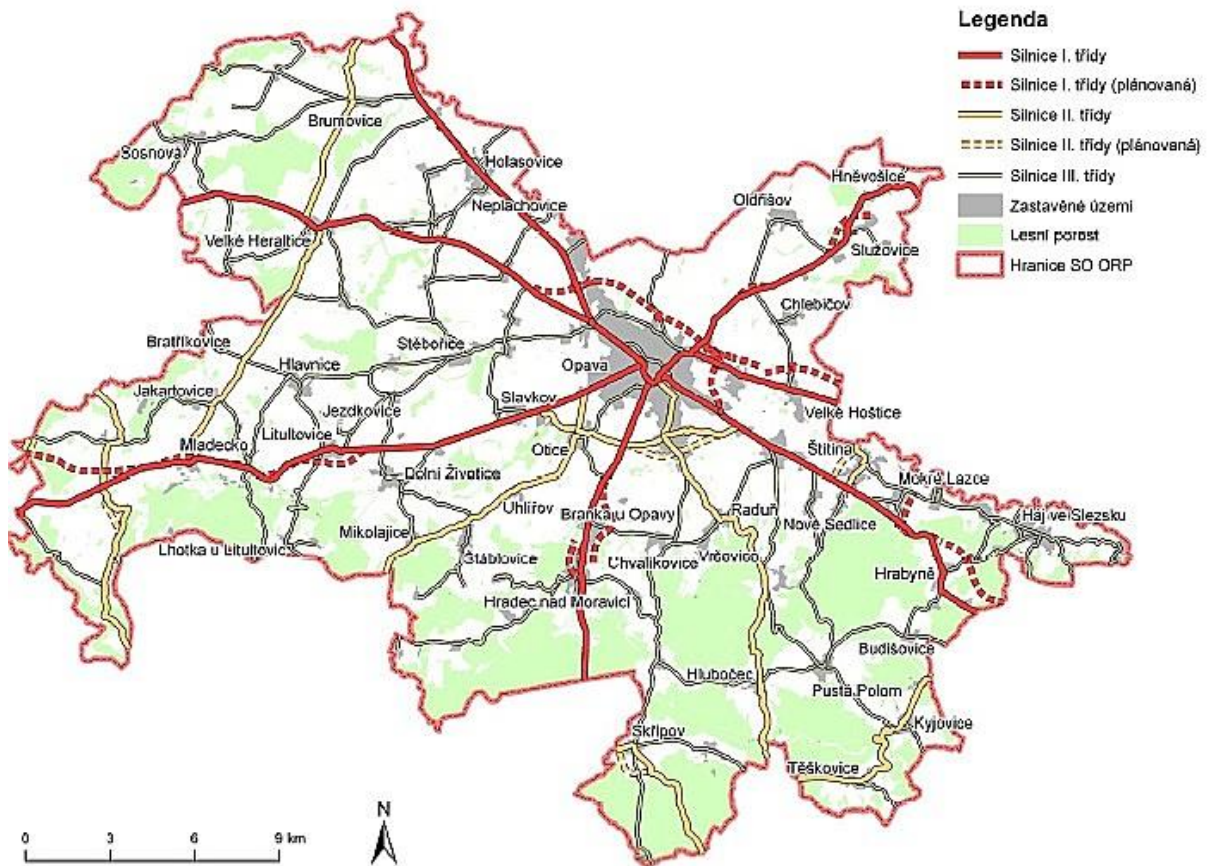 Legenda
Silnice I. třídy
Silnice I. třídy (plánovaná)
Silnice II. třídy
Silnice II. třídy (plánovaná)
Silnice III. třídy
Zastavěné území
Lesní porost
Hranice SO ORP
Brumovice
Sosnová
Holasovice
Hněvošice
Neplachovice
Oldřišov
Velké Heraltice
Služovice
Chlebičov
Bratříkovice
Stěbořice
Hlavnice
Opava
Jakartovice
Slavkov
Velké Hoštice
Jezdkovice
Litultovice
Mladecko
Otice
Štítina
Dolní Životice
Mokré Lazce
Uhlířov
Branka u Opavy
Raduň
Nové Sedlice
Háj ve Slezsku
Mikolajice
Lhotka u Litultovic
Štáblovice
Chvalíkovice
Vršovice
Hrabyně
Hradec nad Moravicí
Budišovice
Hlubočec
Pustá Polom
Kyjovice
Skřipov
Těškovice
N
0 3 6 9 km